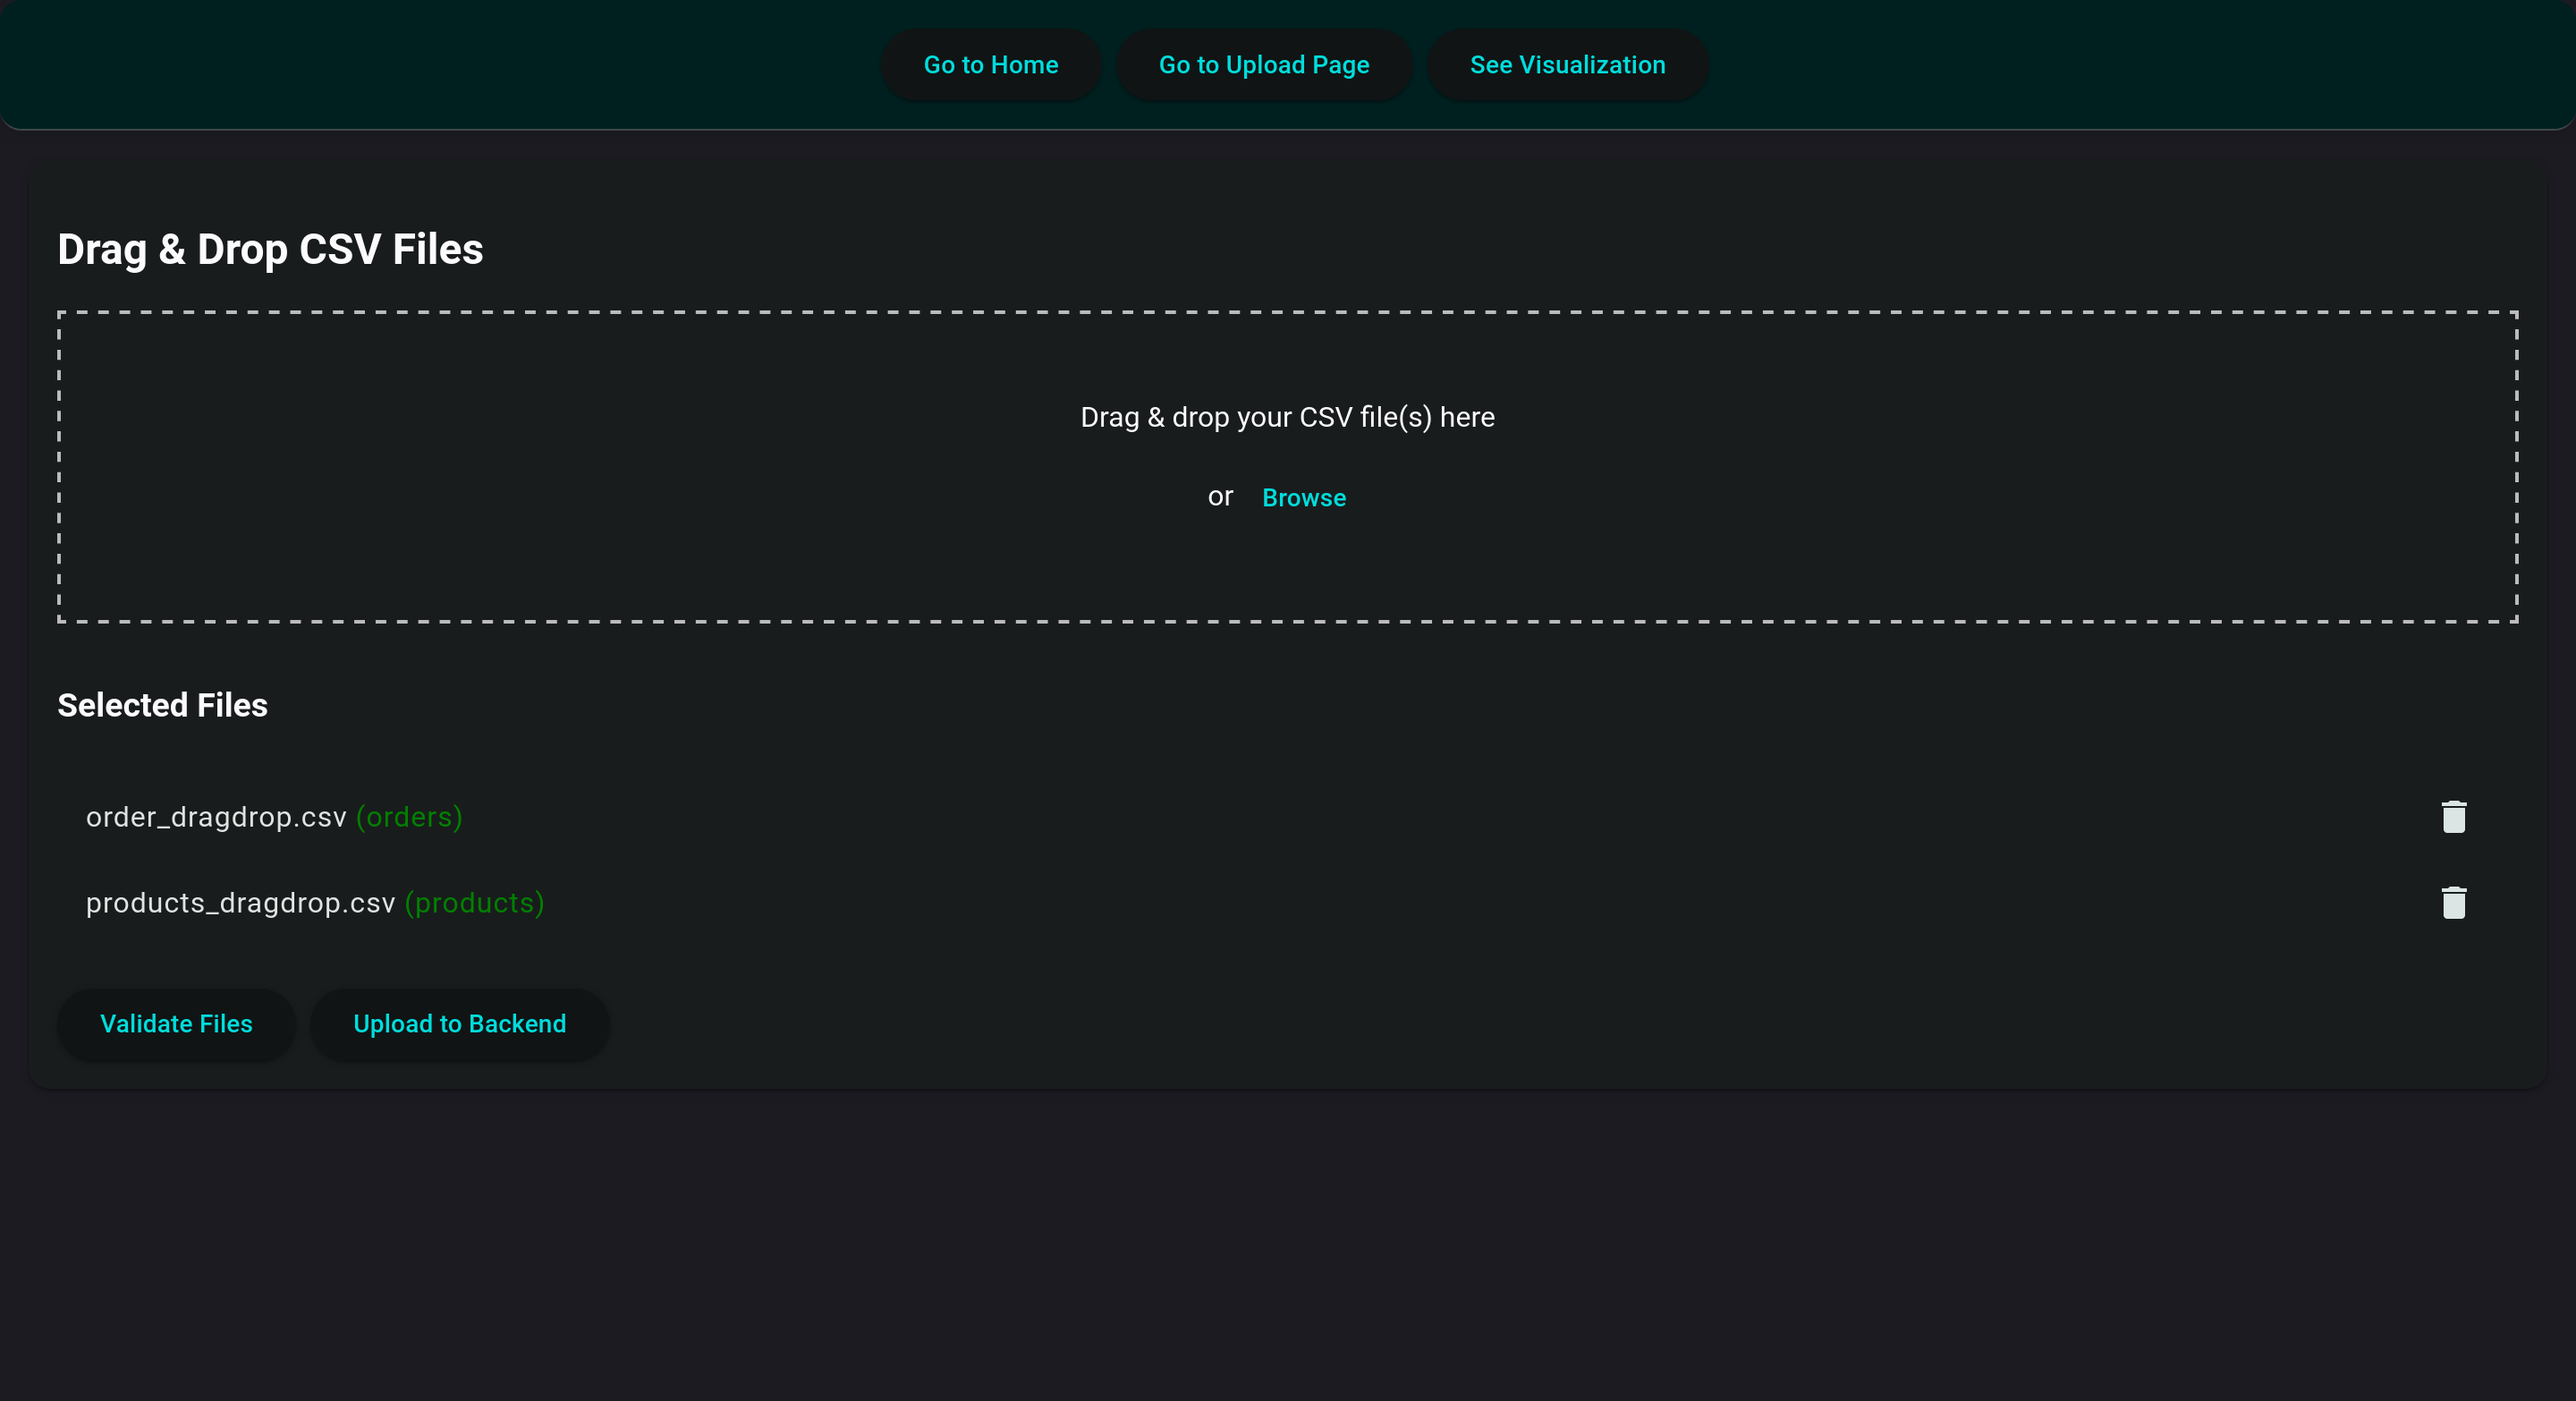 Go to Home Go to Upload Page See Visualization
Drag & Drop CSV Files
Drag & drop your CSV file(s) here
or Browse
Selected Files
order_dragdrop.csv (orders)
products_dragdrop.csv (products)
Validate Files Upload to Backend